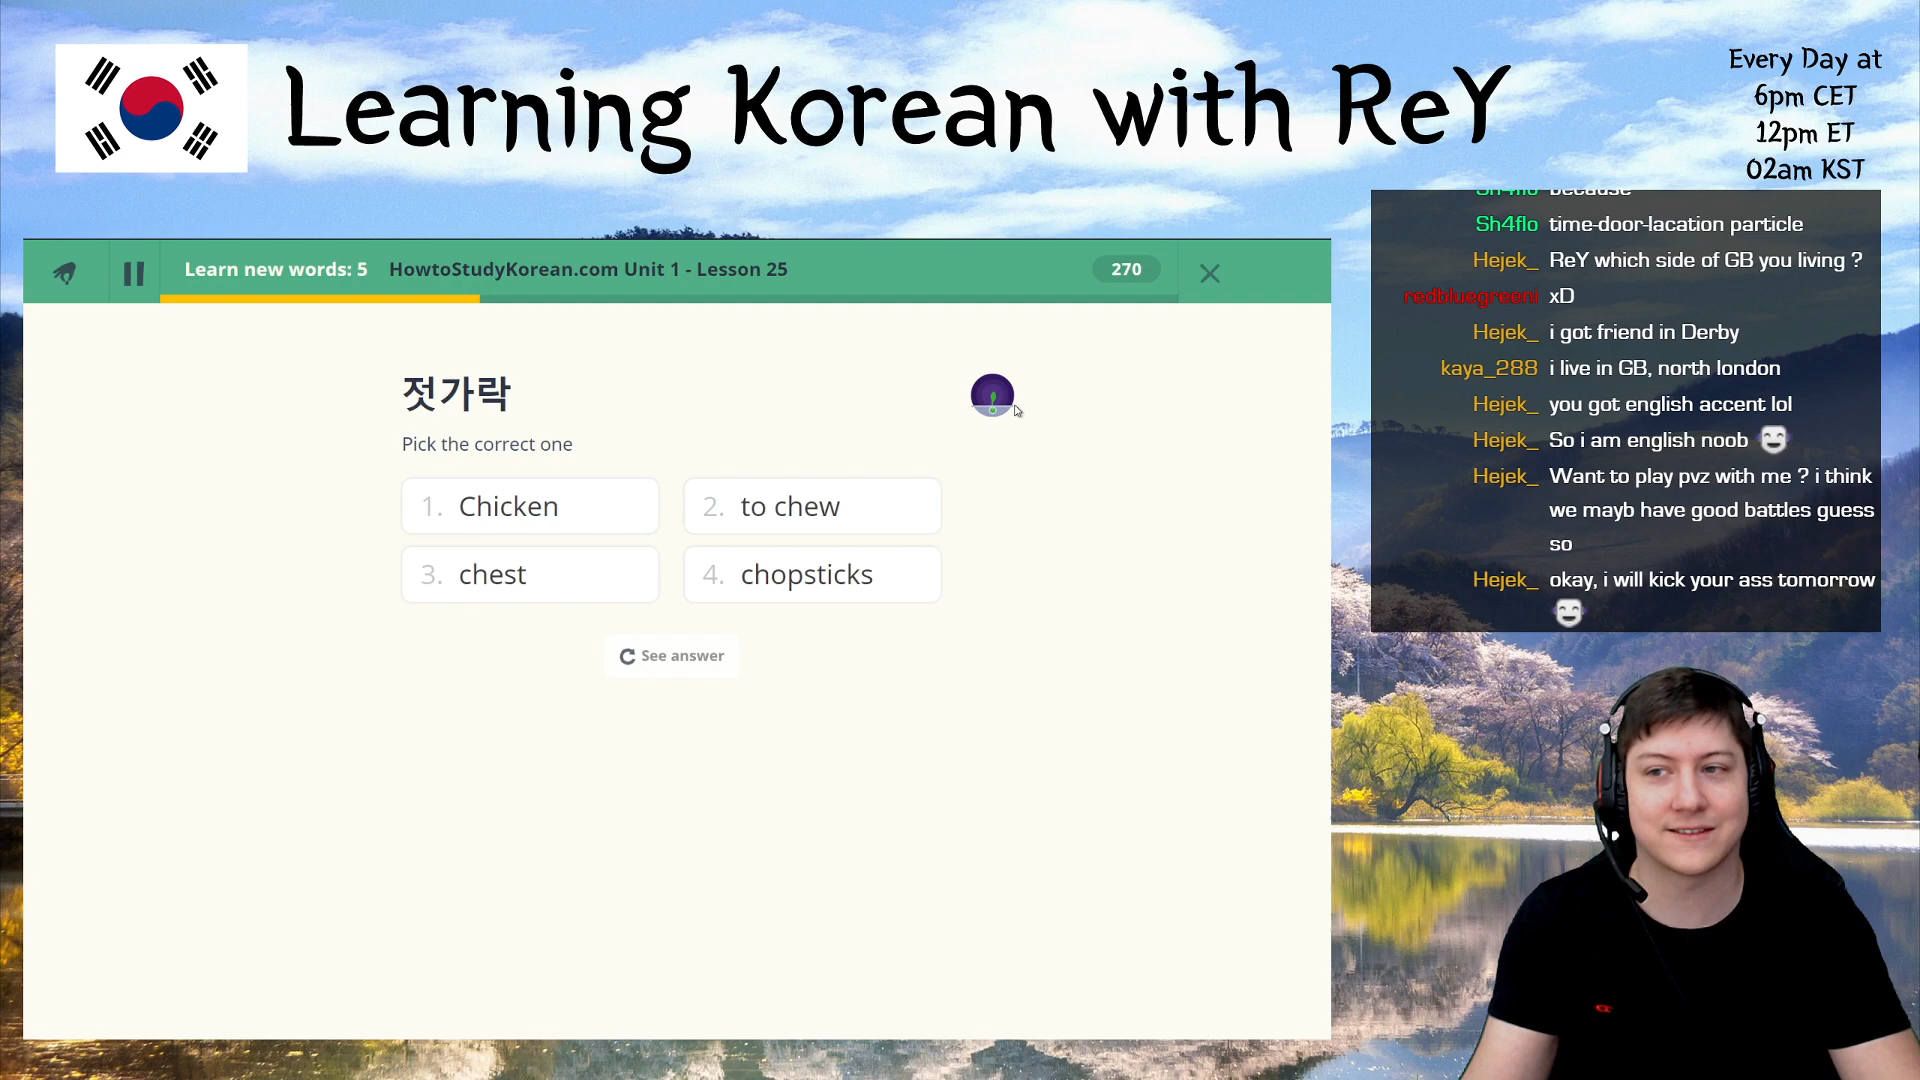 Learning Korean with ReY
Every Day at
6pm CET
12pm ET
02am KST
Learn new words: 5 HowtoStudyKorean.com Unit 1 - Lesson 25 270
젓가락
Pick the correct one
1. Chicken
2. to chew
3. chest
4. chopsticks
See answer
Sh4flo because
Sh4flo time-door-lacation particle
Hejek_ ReY which side of GB you living ?
redbluegreeni xD
Hejek_ i got friend in Derby
kaya_288 i live in GB, north london
Hejek_ you got english accent lol
Hejek_ So i am english noob
Hejek_ Want to play pvz with me ? i think
we mayb have good battles guess
so
Hejek_ okay, i will kick your ass tomorrow